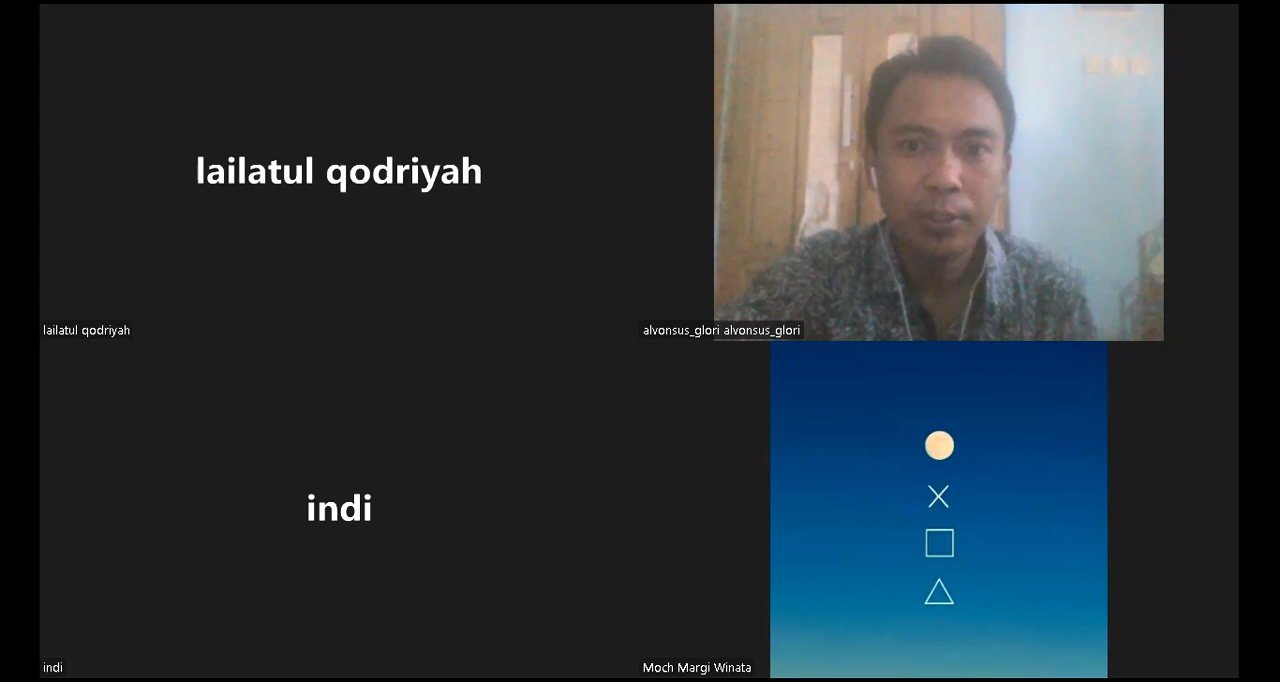 lailatul qodriyah
lailatul qodriyah
alvonsus_glori alvonsus_glori
indi
indi
Moch Margi Winata